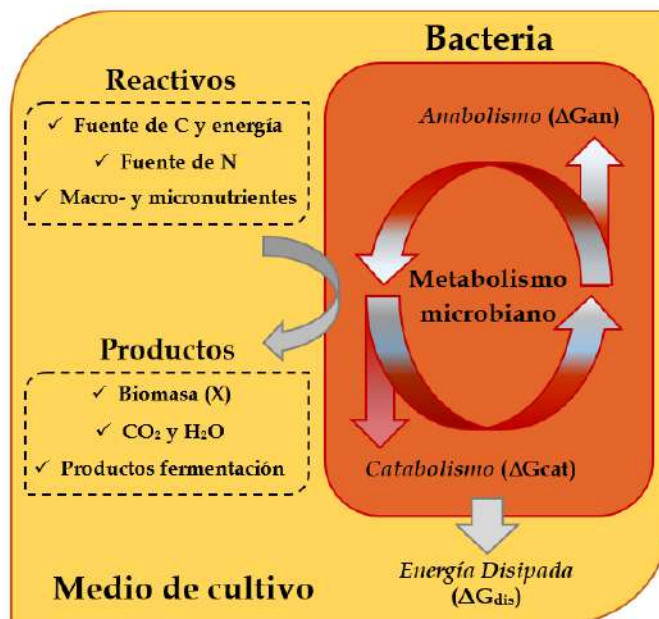 Bacteria
Reactivos
✓ Fuente de C y energía
✓ Fuente de N
✓ Macro- y micronutrientes
Anabolismo (ΔGan)
Metabolismo
microbiano
Productos
✓ Biomasa (X)
✓ CO₂ y H₂O
✓ Productos fermentación
Catabolismo (ΔGcat)
Energía Disipada
(ΔG_dis)
Medio de cultivo